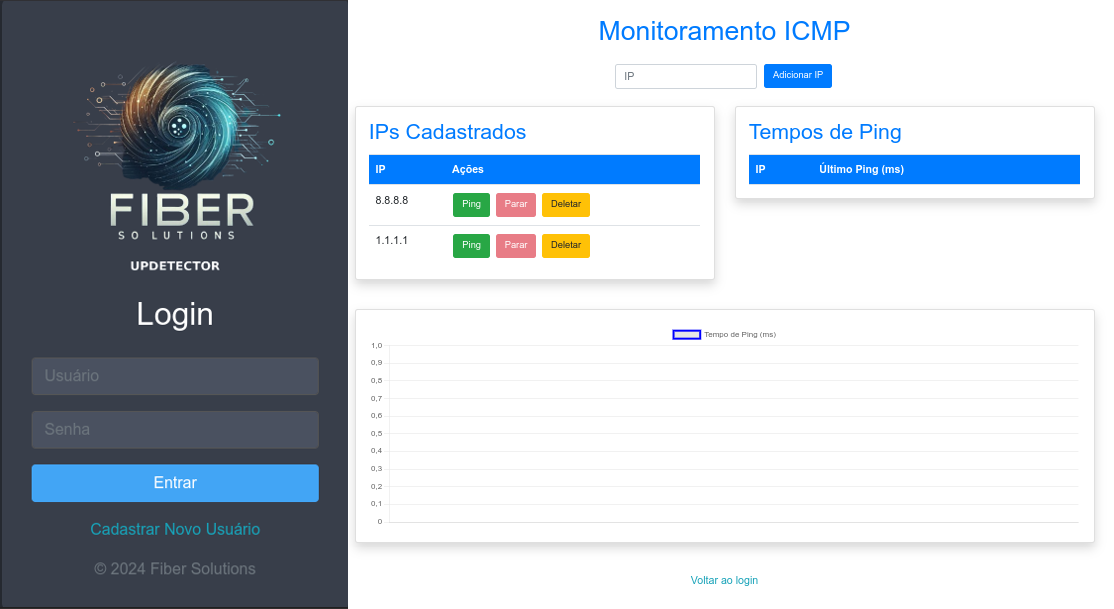 FIBER
SO LUTIONS
UPDETECTOR
Login
Usuário
Senha
Entrar
Cadastrar Novo Usuário
© 2024 Fiber Solutions
Monitoramento ICMP
IP Adicionar IP
IPs Cadastrados
IP Ações
8.8.8.8 Ping Parar Deletar
1.1.1.1 Ping Parar Deletar
Tempos de Ping
IP Último Ping (ms)
Tempo de Ping (ms)
1,0
0,9
0,8
0,7
0,6
0,5
0,4
0,3
0,2
0,1
0
Voltar ao login